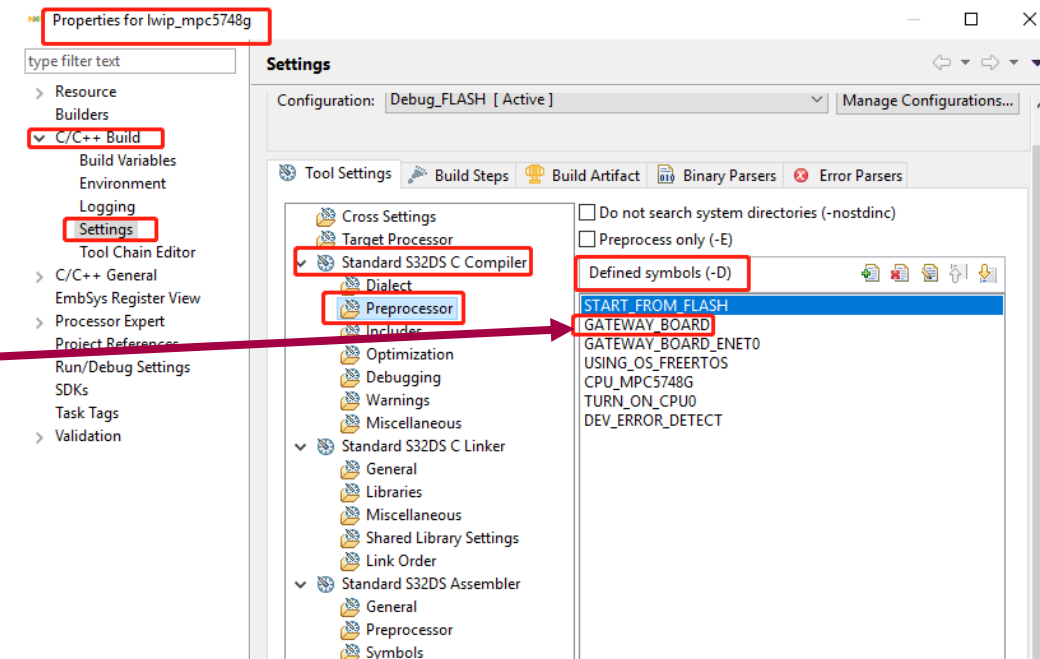 Properties for lwip_mpc5748g
type filter text
Resource
Builders
C/C++ Build
Build Variables
Environment
Logging
Settings
Tool Chain Editor
C/C++ General
EmbSys Register View
Processor Expert
Project References
Run/Debug Settings
SDKs
Task Tags
Validation
Settings
Configuration: Debug_FLASH [ Active ]
Manage Configurations...
Tool Settings
Build Steps
Build Artifact
Binary Parsers
Error Parsers
Cross Settings
Target Processor
Standard S32DS C Compiler
Dialect
Preprocessor
Includes
Optimization
Debugging
Warnings
Miscellaneous
Standard S32DS C Linker
General
Libraries
Miscellaneous
Shared Library Settings
Link Order
Standard S32DS Assembler
General
Preprocessor
Symbols
Do not search system directories (-nostdinc)
Preprocess only (-E)
Defined symbols (-D)
START_FROM_FLASH
GATEWAY_BOARD
GATEWAY_BOARD_ENET0
USING_OS_FREERTOS
CPU_MPC5748G
TURN_ON_CPU0
DEV_ERROR_DETECT